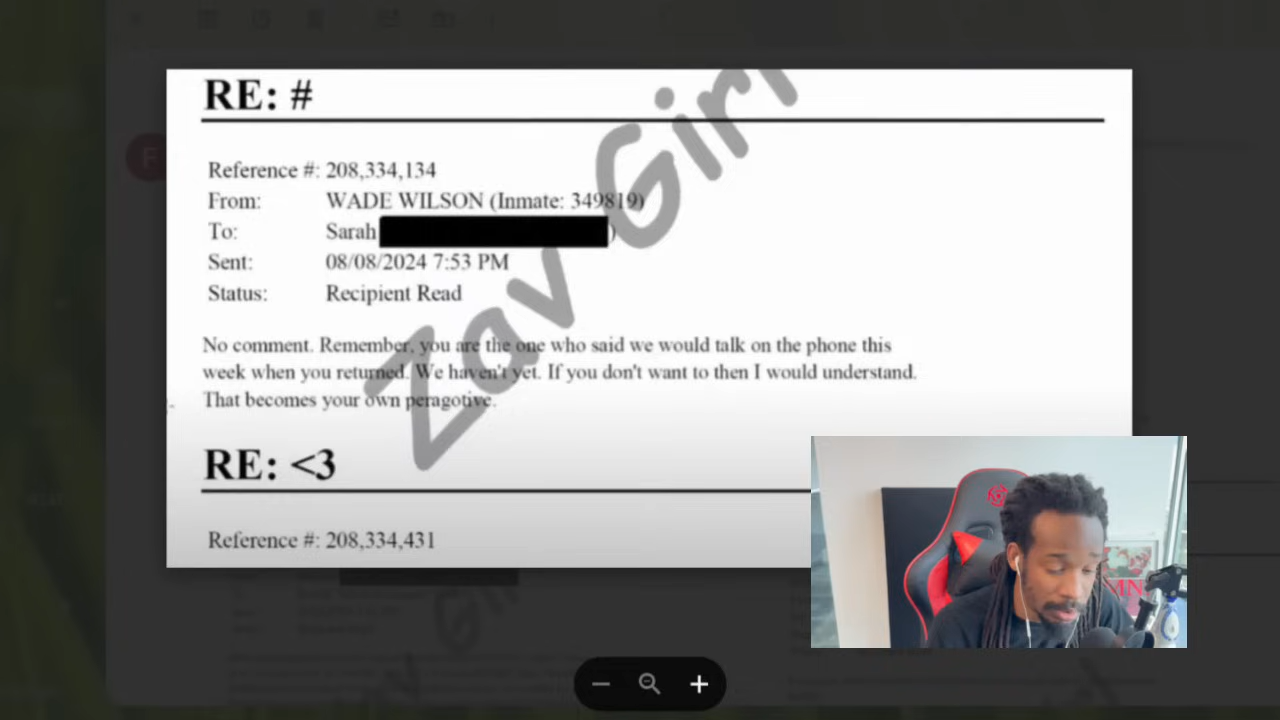 RE: #
Reference #: 208,334,134
From: WADE WILSON (Inmate: 349819)
To: Sarah )
Sent: 08/08/2024 7:53 PM
Status: Recipient Read
No comment. Remember, you are the one who said we would talk on the phone this
week when you returned. We haven't yet. If you don't want to then I would understand.
That becomes your own peragotive.
RE: <3
Reference #: 208,334,431
Zav Girl
MN